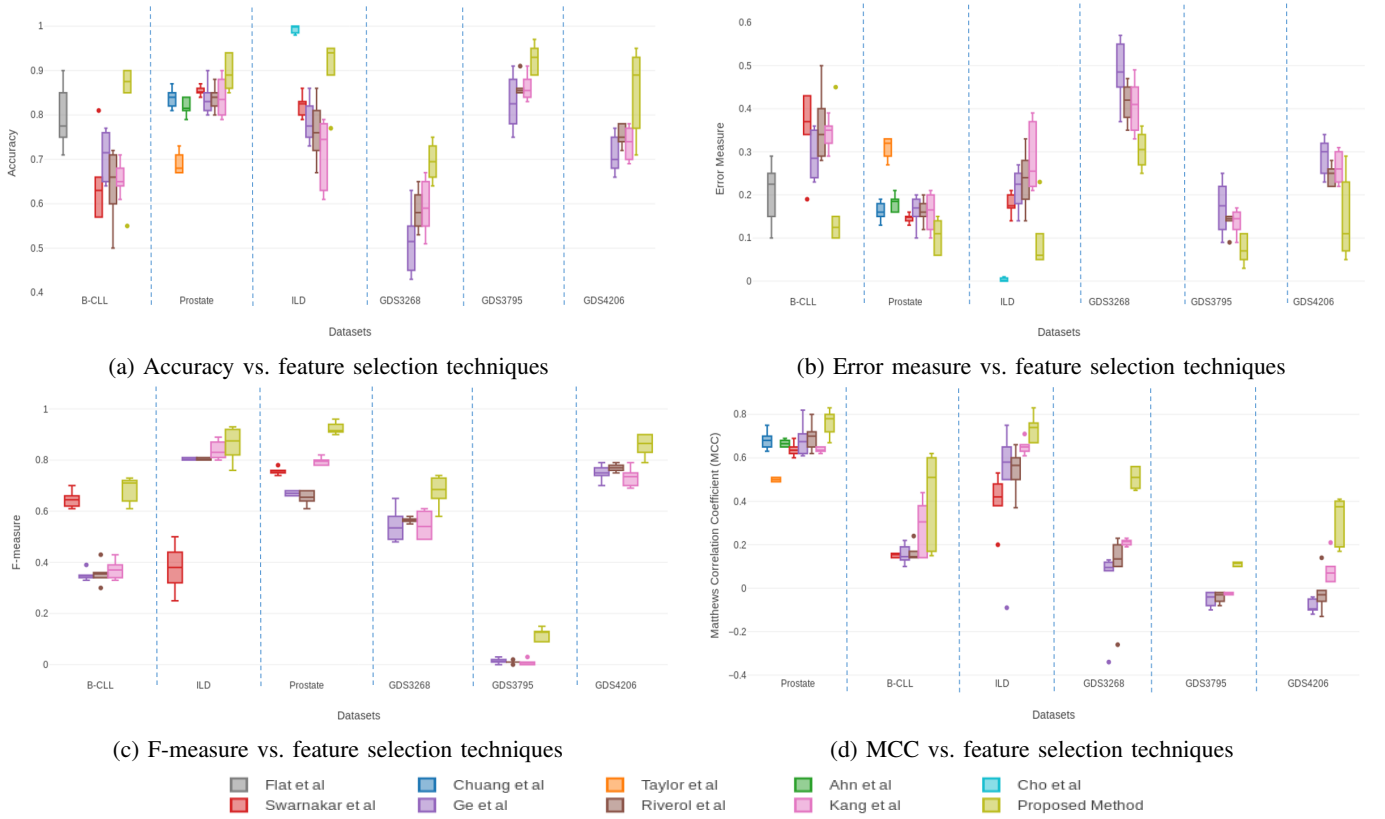 1
0.9
0.8
0.7
0.6
0.5
0.4
Accuracy
B-CLL
Prostate
ILD
GDS3268
GDS3795
GDS4206
Datasets
(a) Accuracy vs. feature selection techniques
0.6
0.5
0.4
0.3
0.2
0.1
0
Error Measure
B-CLL
Prostate
ILD
GDS3268
GDS3795
GDS4206
Datasets
(b) Error measure vs. feature selection techniques
1
0.8
0.6
0.4
0.2
0
F-measure
B-CLL
ILD
Prostate
GDS3268
GDS3795
GDS4206
Datasets
(c) F-measure vs. feature selection techniques
0.8
0.6
0.4
0.2
0
−0.2
−0.4
Matthews Correlation Coefficient (MCC)
Prostate
B-CLL
ILD
GDS3268
GDS3795
GDS4206
Datasets
(d) MCC vs. feature selection techniques
Flat et al
Chuang et al
Taylor et al
Ahn et al
Cho et al
Swarnakar et al
Ge et al
Riverol et al
Kang et al
Proposed Method